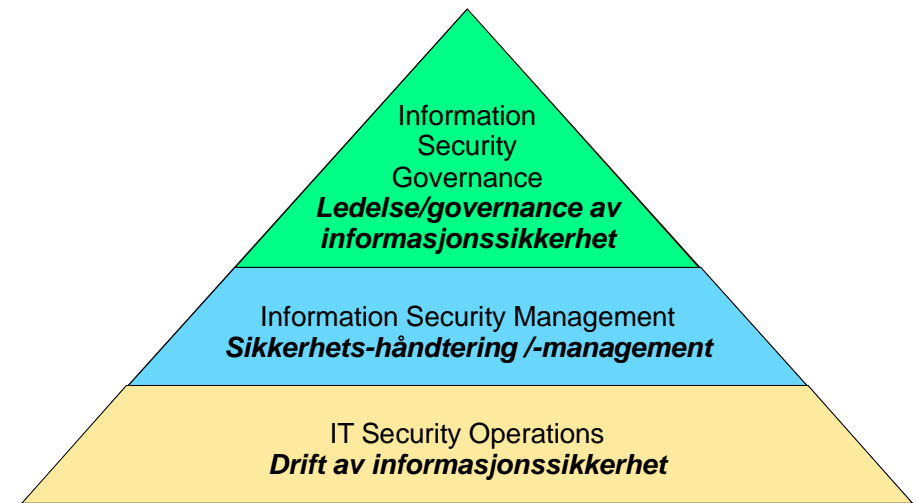 Information
Security
Governance
Ledelse/governance av
informasjonssikkerhet
Information Security Management
Sikkerhets-håndtering /-management
IT Security Operations
Drift av informasjonssikkerhet